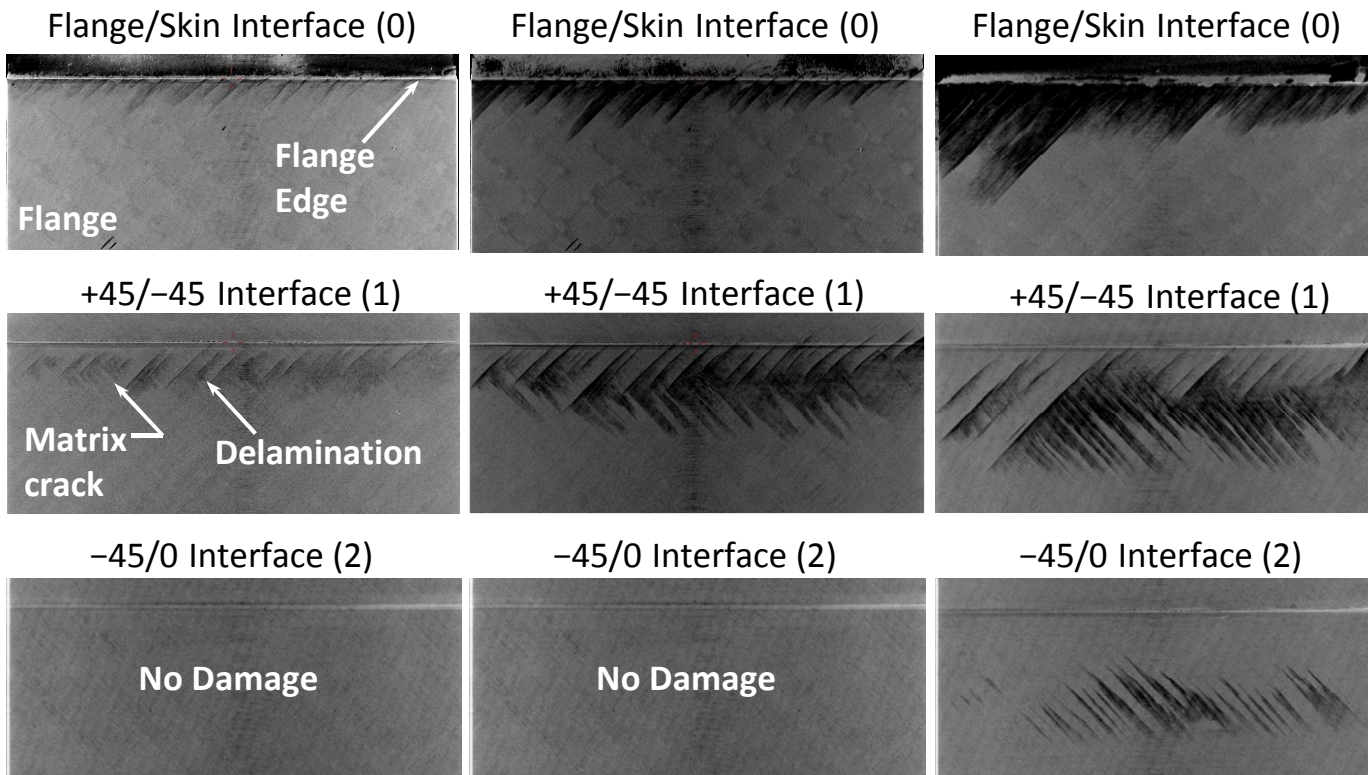 Flange/Skin Interface (0)
Flange/Skin Interface (0)
Flange/Skin Interface (0)
Flange
Edge
Flange
+45/−45 Interface (1)
+45/−45 Interface (1)
+45/−45 Interface (1)
Matrix
crack
Delamination
−45/0 Interface (2)
−45/0 Interface (2)
−45/0 Interface (2)
No Damage
No Damage